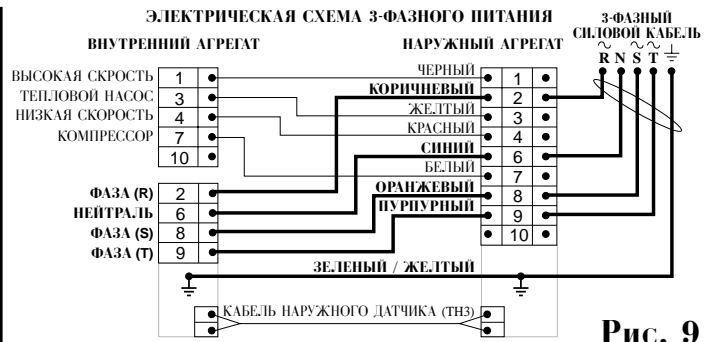 ЭЛЕКТРИЧЕСКАЯ СХЕМА 3-ФАЗНОГО ПИТАНИЯ
3-ФАЗНЫЙ
СИЛОВОЙ КАБЕЛЬ
ВНУТРЕННИЙ АГРЕГАТ
НАРУЖНЫЙ АГРЕГАТ
R N S T
ВЫСОКАЯ СКРОСТЬ 1
ТЕПЛОВОЙ НАСОС 3
НИЗКАЯ СКОРОСТЬ 4
КОМПРЕССОР 7
10
ФАЗА (R) 2
НЕЙТРАЛЬ 6
ФАЗА (S) 8
ФАЗА (T) 9
ЧЕРНЫЙ 1
КОРИЧНЕВЫЙ 2
ЖЕЛТЫЙ 3
КРАСНЫЙ 4
СИНИЙ 6
БЕЛЫЙ 7
ОРАНЖЕВЫЙ 8
ПУРПУРНЫЙ 9
10
ЗЕЛЕНЫЙ / ЖЕЛТЫЙ
КАБЕЛЬ НАРУЖНОГО ДАТЧИКА (TH3)
Рис. 9